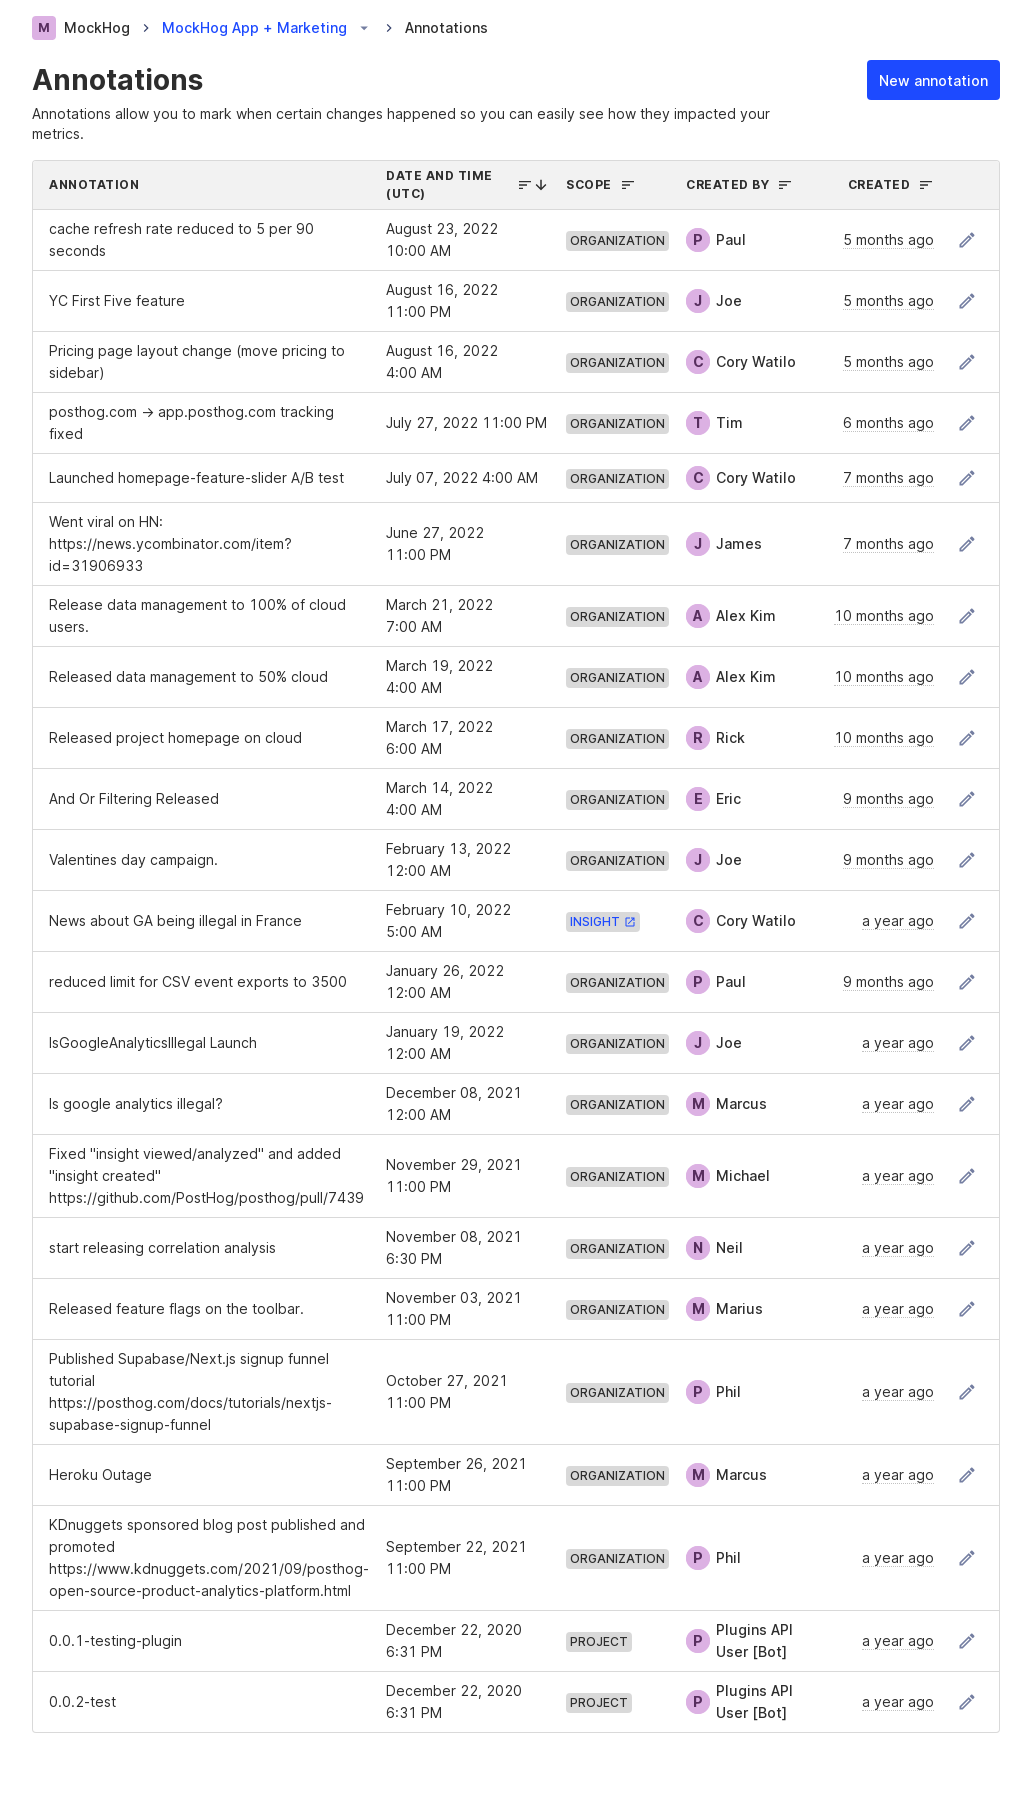 M MockHog > MockHog App + Marketing > Annotations
Annotations
New annotation
Annotations allow you to mark when certain changes happened so you can easily see how they impacted your
metrics.
ANNOTATION
DATE AND TIME
(UTC)
SCOPE
CREATED BY
CREATED
cache refresh rate reduced to 5 per 90
seconds
August 23, 2022
10:00 AM
ORGANIZATION
P Paul
5 months ago
YC First Five feature
August 16, 2022
11:00 PM
ORGANIZATION
J Joe
5 months ago
Pricing page layout change (move pricing to
sidebar)
August 16, 2022
4:00 AM
ORGANIZATION
C Cory Watilo
5 months ago
posthog.com → app.posthog.com tracking
fixed
July 27, 2022 11:00 PM
ORGANIZATION
T Tim
6 months ago
Launched homepage-feature-slider A/B test
July 07, 2022 4:00 AM
ORGANIZATION
C Cory Watilo
7 months ago
Went viral on HN:
https://news.ycombinator.com/item?
id=31906933
June 27, 2022
11:00 PM
ORGANIZATION
J James
7 months ago
Release data management to 100% of cloud
users.
March 21, 2022
7:00 AM
ORGANIZATION
A Alex Kim
10 months ago
Released data management to 50% cloud
March 19, 2022
4:00 AM
ORGANIZATION
A Alex Kim
10 months ago
Released project homepage on cloud
March 17, 2022
6:00 AM
ORGANIZATION
R Rick
10 months ago
And Or Filtering Released
March 14, 2022
4:00 AM
ORGANIZATION
E Eric
9 months ago
Valentines day campaign.
February 13, 2022
12:00 AM
ORGANIZATION
J Joe
9 months ago
News about GA being illegal in France
February 10, 2022
5:00 AM
INSIGHT
C Cory Watilo
a year ago
reduced limit for CSV event exports to 3500
January 26, 2022
12:00 AM
ORGANIZATION
P Paul
9 months ago
IsGoogleAnalyticsIllegal Launch
January 19, 2022
12:00 AM
ORGANIZATION
J Joe
a year ago
Is google analytics illegal?
December 08, 2021
12:00 AM
ORGANIZATION
M Marcus
a year ago
Fixed "insight viewed/analyzed" and added
"insight created"
https://github.com/PostHog/posthog/pull/7439
November 29, 2021
11:00 PM
ORGANIZATION
M Michael
a year ago
start releasing correlation analysis
November 08, 2021
6:30 PM
ORGANIZATION
N Neil
a year ago
Released feature flags on the toolbar.
November 03, 2021
11:00 PM
ORGANIZATION
M Marius
a year ago
Published Supabase/Next.js signup funnel
tutorial
https://posthog.com/docs/tutorials/nextjs-
supabase-signup-funnel
October 27, 2021
11:00 PM
ORGANIZATION
P Phil
a year ago
Heroku Outage
September 26, 2021
11:00 PM
ORGANIZATION
M Marcus
a year ago
KDnuggets sponsored blog post published and
promoted
https://www.kdnuggets.com/2021/09/posthog-
open-source-product-analytics-platform.html
September 22, 2021
11:00 PM
ORGANIZATION
P Phil
a year ago
0.0.1-testing-plugin
December 22, 2020
6:31 PM
PROJECT
P Plugins API
User [Bot]
a year ago
0.0.2-test
December 22, 2020
6:31 PM
PROJECT
P Plugins API
User [Bot]
a year ago